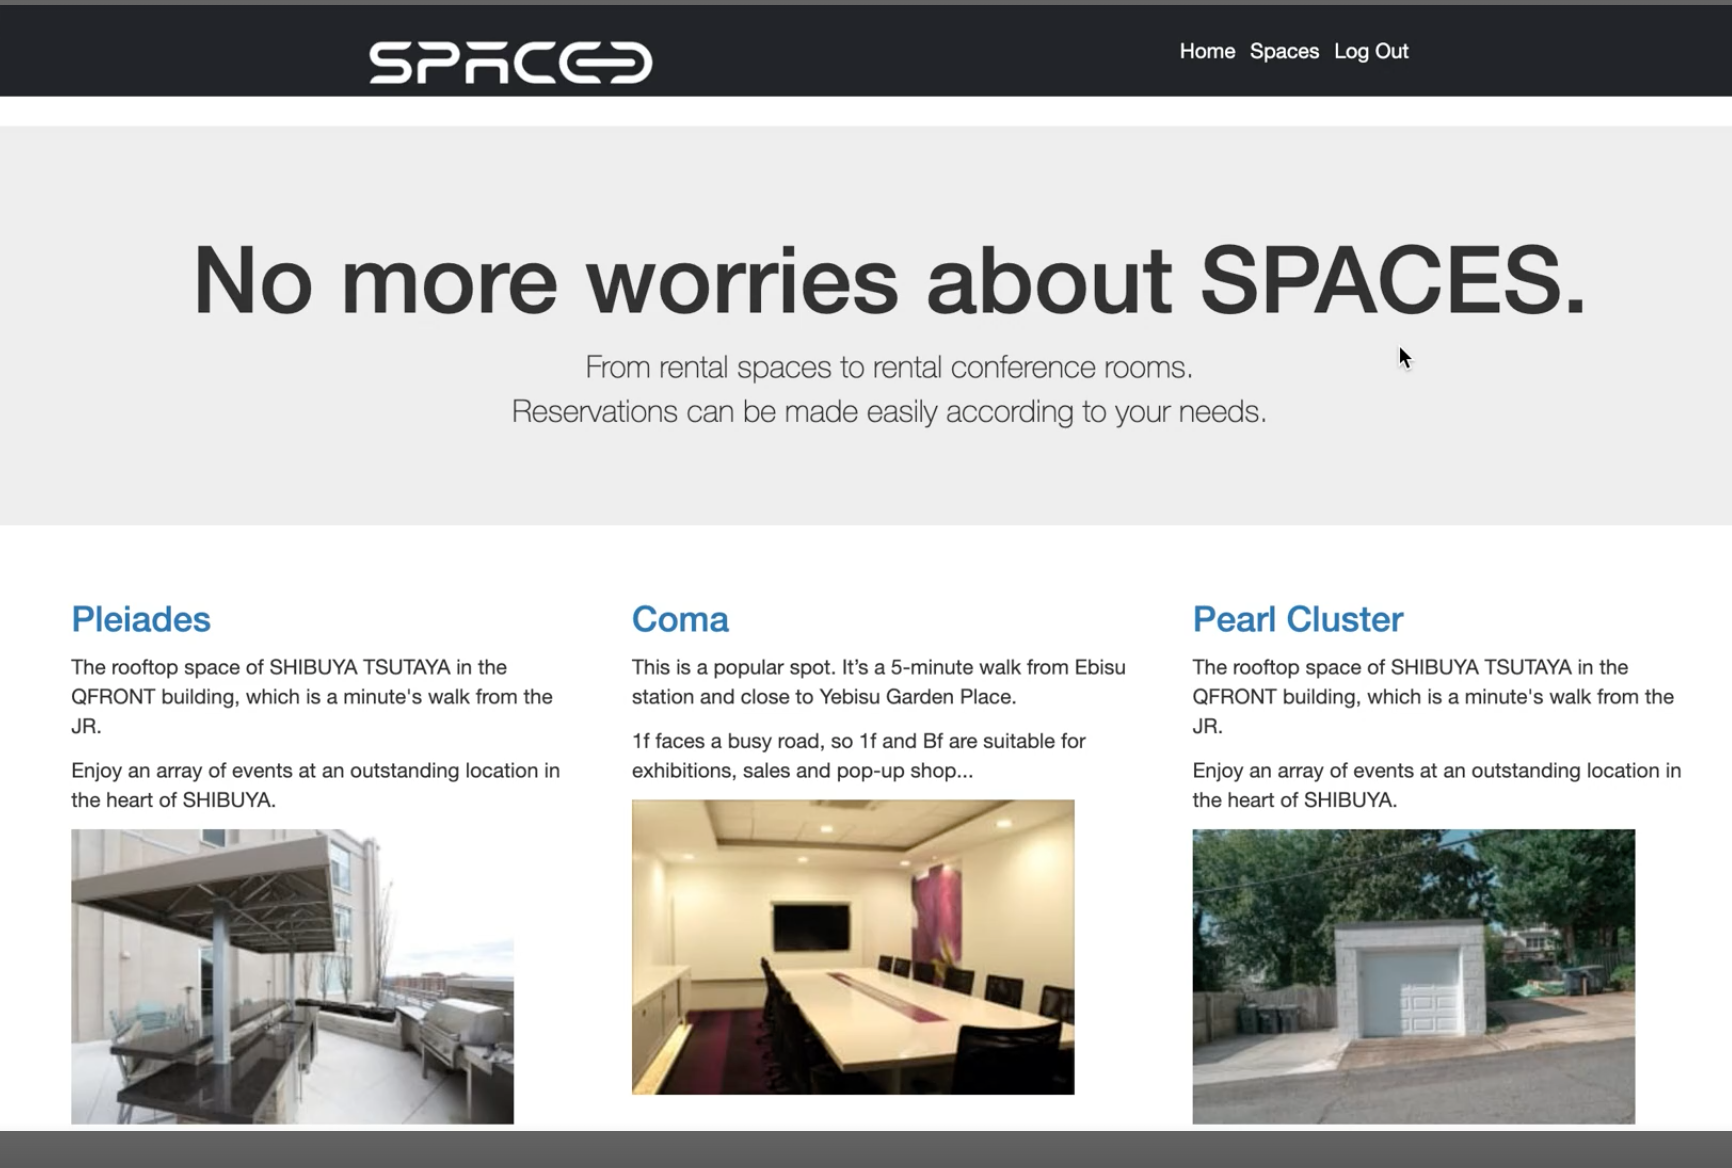 SPACED
Home Spaces Log Out
No more worries about SPACES.
From rental spaces to rental conference rooms.
Reservations can be made easily according to your needs.
Pleiades
The rooftop space of SHIBUYA TSUTAYA in the
QFRONT building, which is a minute's walk from the
JR.
Enjoy an array of events at an outstanding location in
the heart of SHIBUYA.
Coma
This is a popular spot. It’s a 5-minute walk from Ebisu
station and close to Yebisu Garden Place.
1f faces a busy road, so 1f and Bf are suitable for
exhibitions, sales and pop-up shop...
Pearl Cluster
The rooftop space of SHIBUYA TSUTAYA in the
QFRONT building, which is a minute's walk from the
JR.
Enjoy an array of events at an outstanding location in
the heart of SHIBUYA.